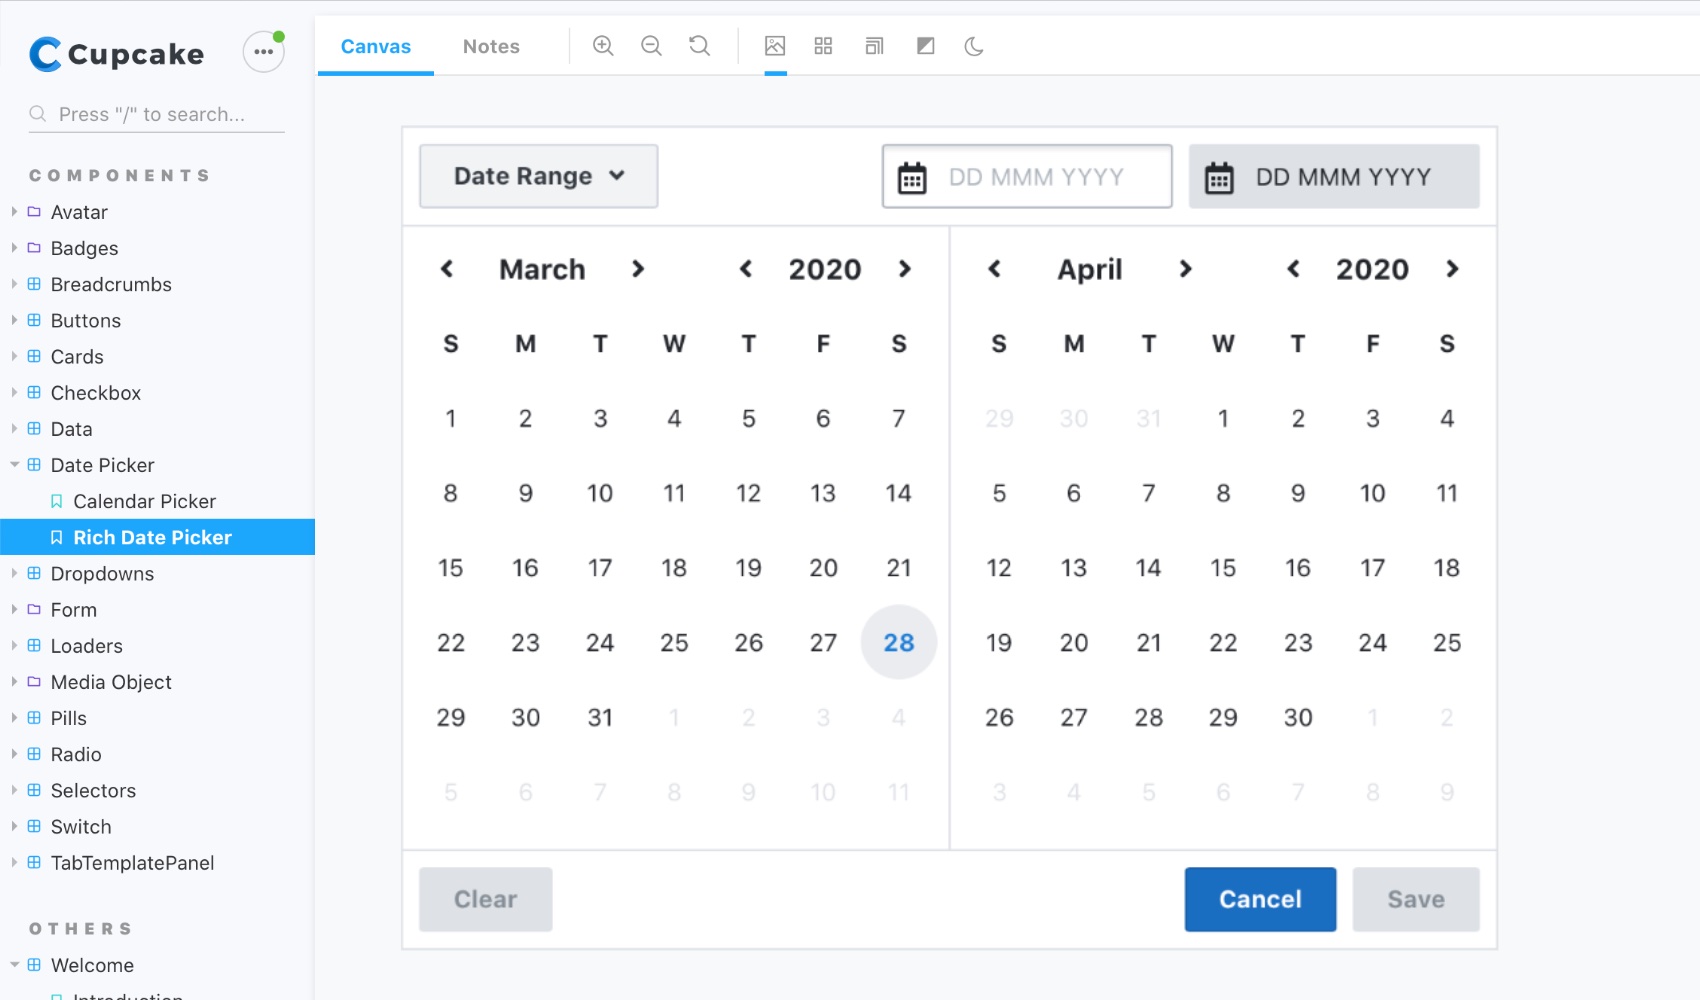 Cupcake
Press "/" to search...
COMPONENTS
Avatar
Badges
Breadcrumbs
Buttons
Cards
Checkbox
Data
Date Picker
Calendar Picker
Rich Date Picker
Dropdowns
Form
Loaders
Media Object
Pills
Radio
Selectors
Switch
TabTemplatePanel
OTHERS
Welcome
Introduction
Canvas Notes
Date Range DD MMM YYYY DD MMM YYYY
March 2020
S M T W T F S
1 2 3 4 5 6 7
8 9 10 11 12 13 14
15 16 17 18 19 20 21
22 23 24 25 26 27 28
29 30 31 1 2 3 4
5 6 7 8 9 10 11
April 2020
S M T W T F S
29 30 31 1 2 3 4
5 6 7 8 9 10 11
12 13 14 15 16 17 18
19 20 21 22 23 24 25
26 27 28 29 30 1 2
3 4 5 6 7 8 9
Clear Cancel Save